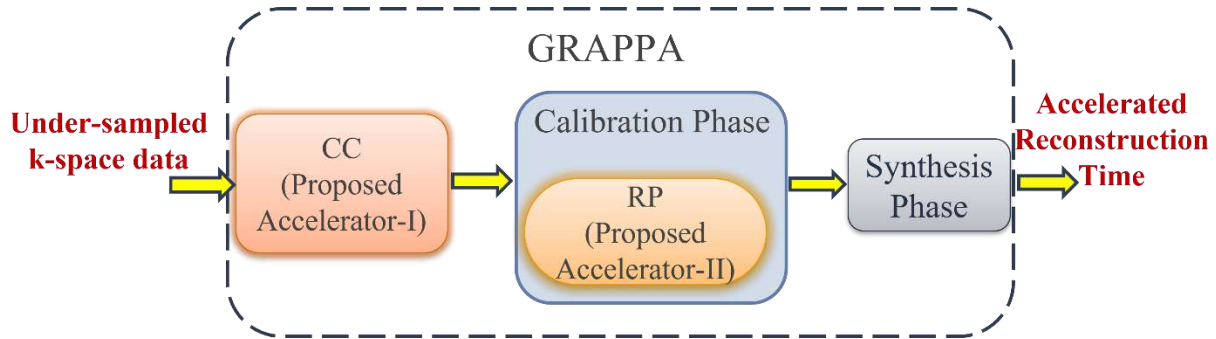 GRAPPA
Under-sampled
k-space data
CC
(Proposed
Accelerator-I)
Calibration Phase
RP
(Proposed
Accelerator-II)
Synthesis
Phase
Accelerated
Reconstruction
Time